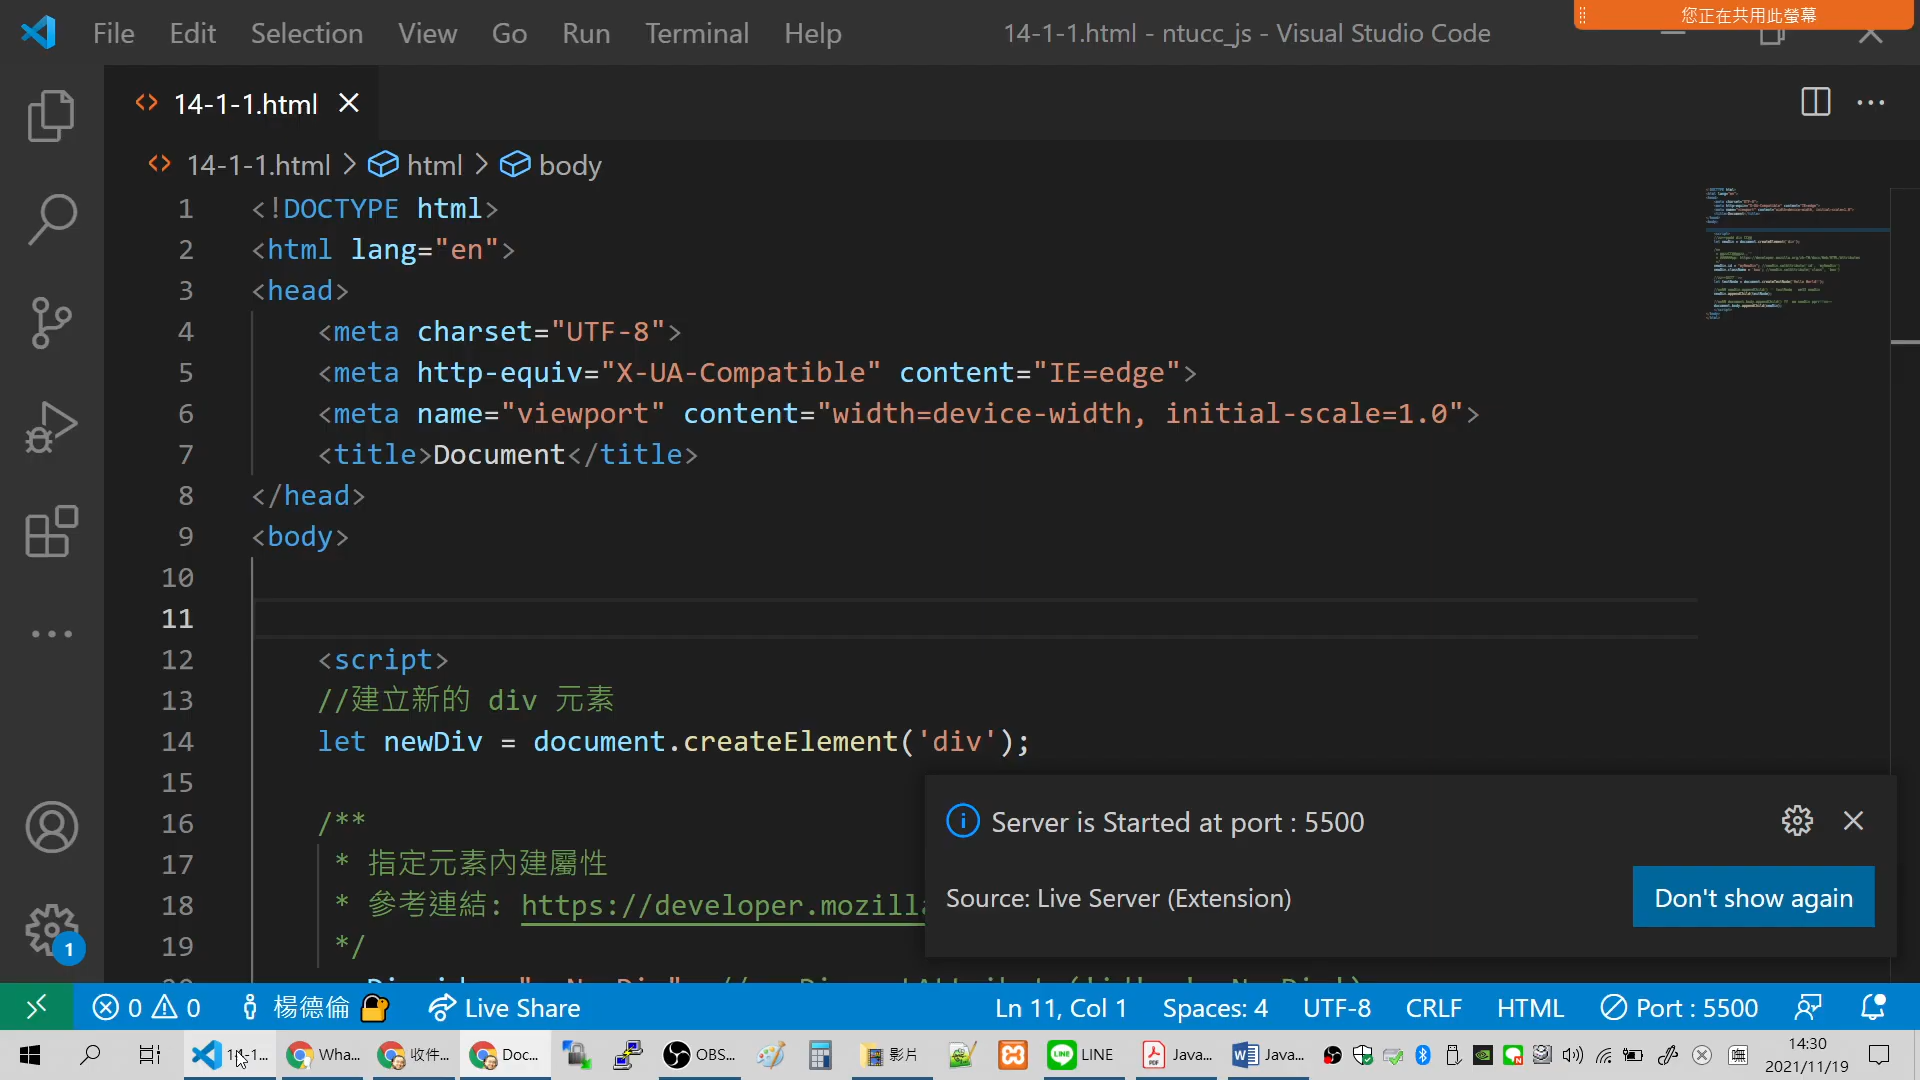 File Edit Selection View Go Run Terminal Help 14-1-1.html - ntucc_js - Visual Studio Code
您正在共用此螢幕
14-1-1.html
14-1-1.html > html > body
1 <!DOCTYPE html>
2 <html lang="en">
3 <head>
4 <meta charset="UTF-8">
5 <meta http-equiv="X-UA-Compatible" content="IE=edge">
6 <meta name="viewport" content="width=device-width, initial-scale=1.0">
7 <title>Document</title>
8 </head>
9 <body>
10
11
12 <script>
13 //建立新的 div 元素
14 let newDiv = document.createElement('div');
15
16 /**
17 * 指定元素內建屬性
18 * 參考連結: https://developer.mozilla
19 */
Server is Started at port : 5500
Source: Live Server (Extension)
Don't show again
1
0 0 楊德倫 Live Share Ln 11, Col 1 Spaces: 4 UTF-8 CRLF HTML Port : 5500
Wha... 收件... Doc... OBS... 影片 LINE Java... Java... 14:30
2021/11/19